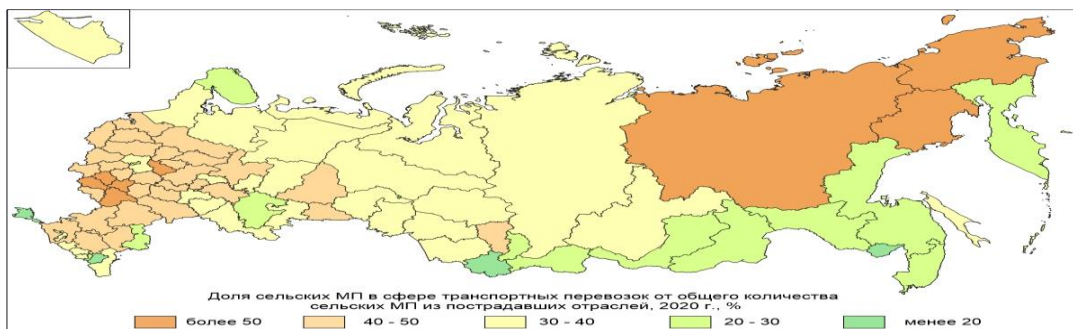 Доля сельских МП в сфере транспортных перевозок от общего количества
сельских МП из пострадавших отраслей, 2020 г., %
более 50 40 - 50 30 - 40 20 - 30 менее 20